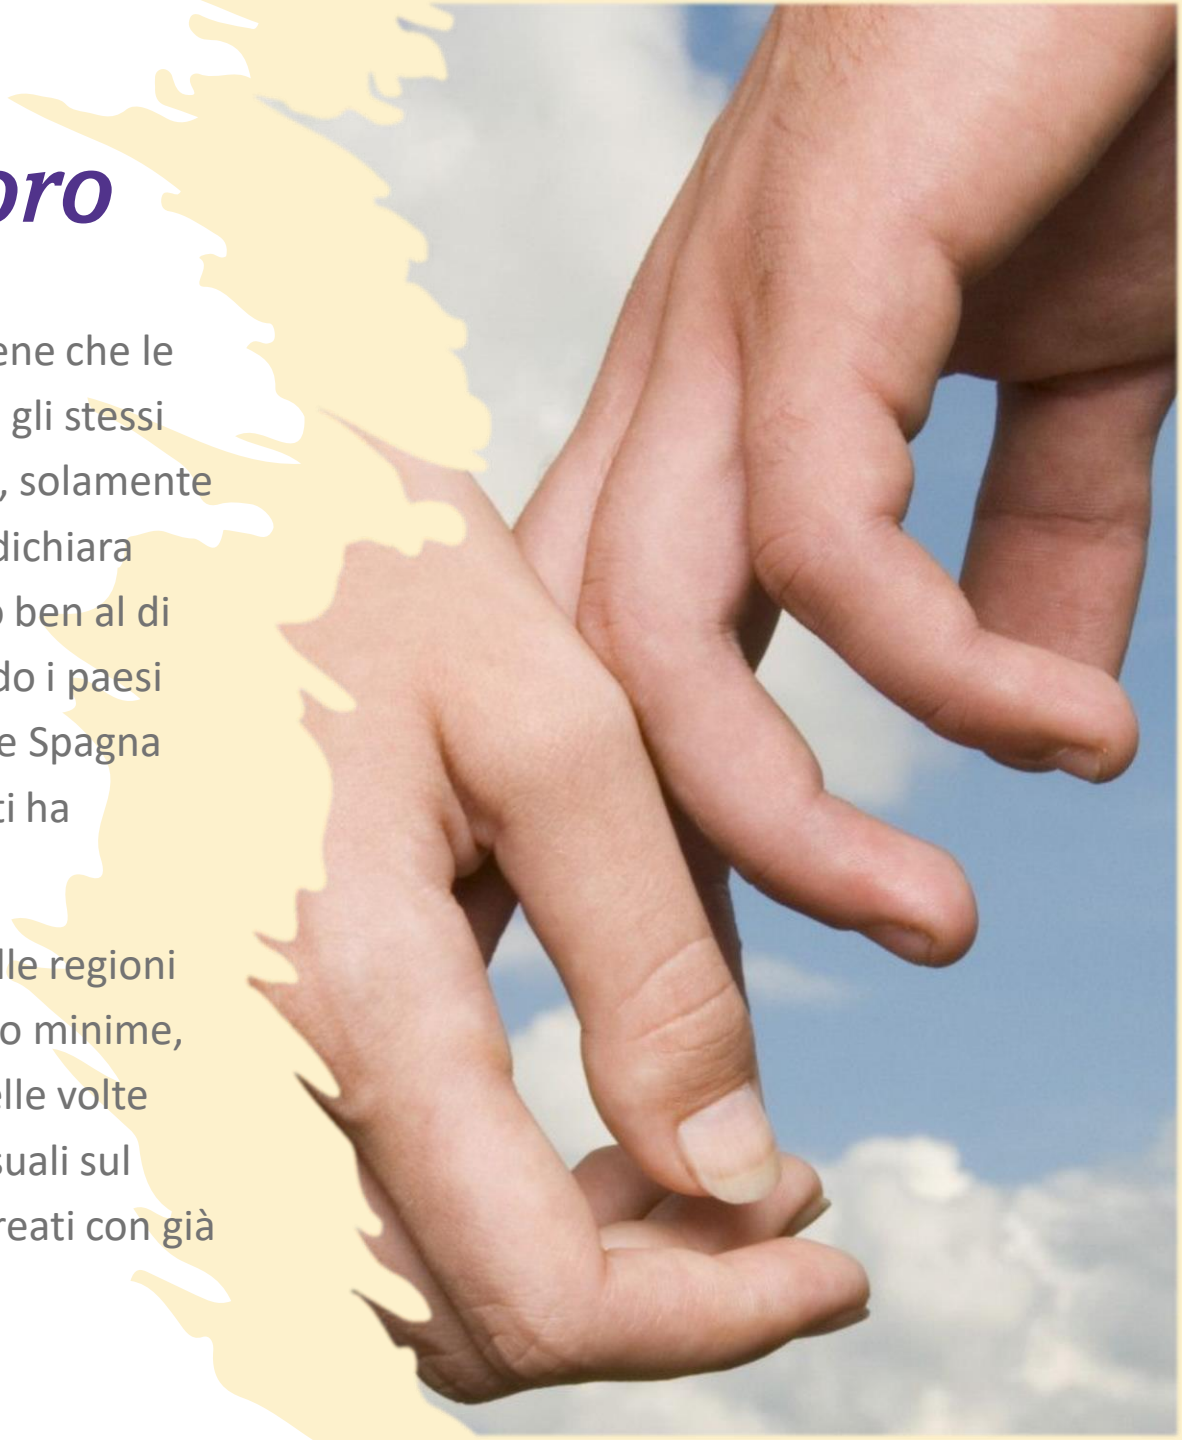 oro
ene che le
gli stessi
, solamente
dichiara
o ben al di
do i paesi
e Spagna
ti ha
lle regioni
o minime,
elle volte
suali sul
reati con già